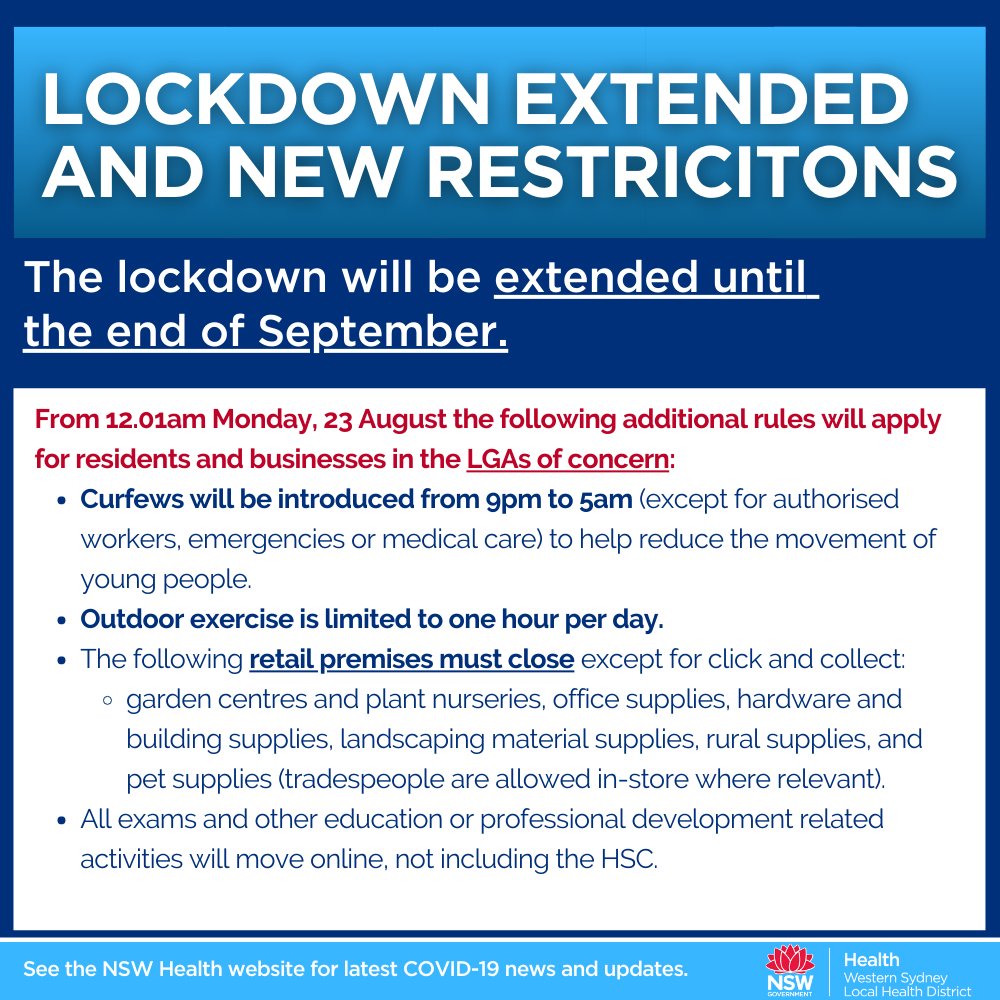 LOCKDOWN EXTENDED
AND NEW RESTRICITONS
The lockdown will be extended until
the end of September.
From 12.01am Monday, 23 August the following additional rules will apply
for residents and businesses in the LGAs of concern:
• Curfews will be introduced from 9pm to 5am (except for authorised
workers, emergencies or medical care) to help reduce the movement of
young people.
• Outdoor exercise is limited to one hour per day.
• The following retail premises must close except for click and collect:
◦ garden centres and plant nurseries, office supplies, hardware and
building supplies, landscaping material supplies, rural supplies, and
pet supplies (tradespeople are allowed in-store where relevant).
• All exams and other education or professional development related
activities will move online, not including the HSC.
See the NSW Health website for latest COVID-19 news and updates.
NSW
GOVERNMENT
Health
Western Sydney
Local Health District